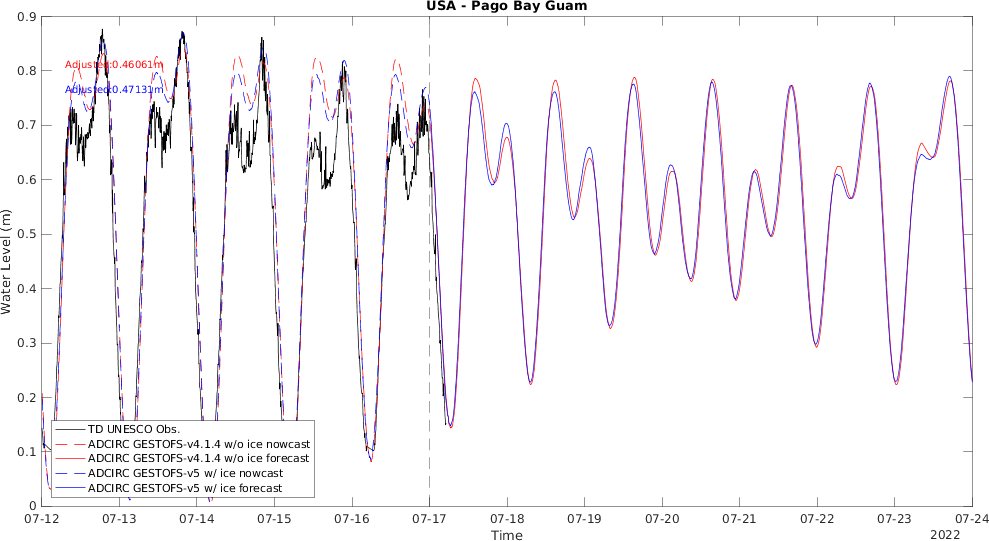 USA - Pago Bay Guam
0.9
0.8
0.7
0.6
0.5
0.4
0.3
0.2
0.1
0
Water Level (m)
Adjusted:0.46061m
Adjusted:0.47131m
TD UNESCO Obs.
ADCIRC GESTOFS-v4.1.4 w/o ice nowcast
ADCIRC GESTOFS-v4.1.4 w/o ice forecast
ADCIRC GESTOFS-v5 w/ ice nowcast
ADCIRC GESTOFS-v5 w/ ice forecast
07-12 07-13 07-14 07-15 07-16 07-17 07-18 07-19 07-20 07-21 07-22 07-23 07-24
Time
2022